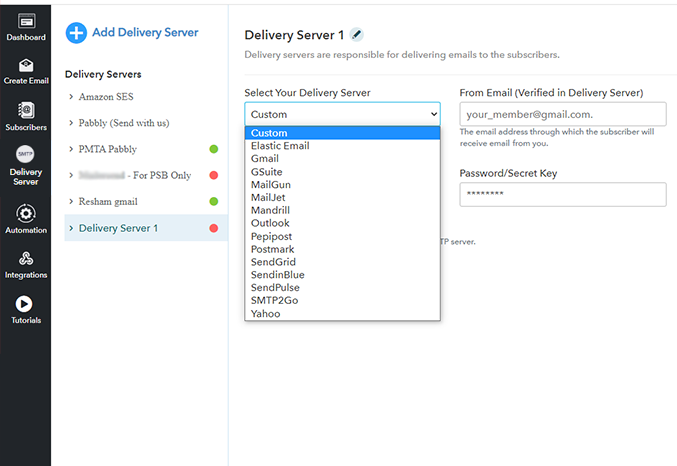 Dashboard
Create Email
Subscribers
SMTP
Delivery
Server
Automation
Integrations
Tutorials
Add Delivery Server
Delivery Servers
Amazon SES
Pabbly (Send with us)
PMTA Pabbly
- For PSB Only
Resham gmail
Delivery Server 1
Delivery Server 1
Delivery servers are responsible for delivering emails to the subscribers.
Select Your Delivery Server
Custom
Custom
Elastic Email
Gmail
GSuite
MailGun
MailJet
Mandrill
Outlook
Pepipost
Postmark
SendGrid
SendinBlue
SendPulse
SMTP2Go
Yahoo
From Email (Verified in Delivery Server)
your_member@gmail.com.
The email address through which the subscriber will
receive email from you.
Password/Secret Key
********
TP server.